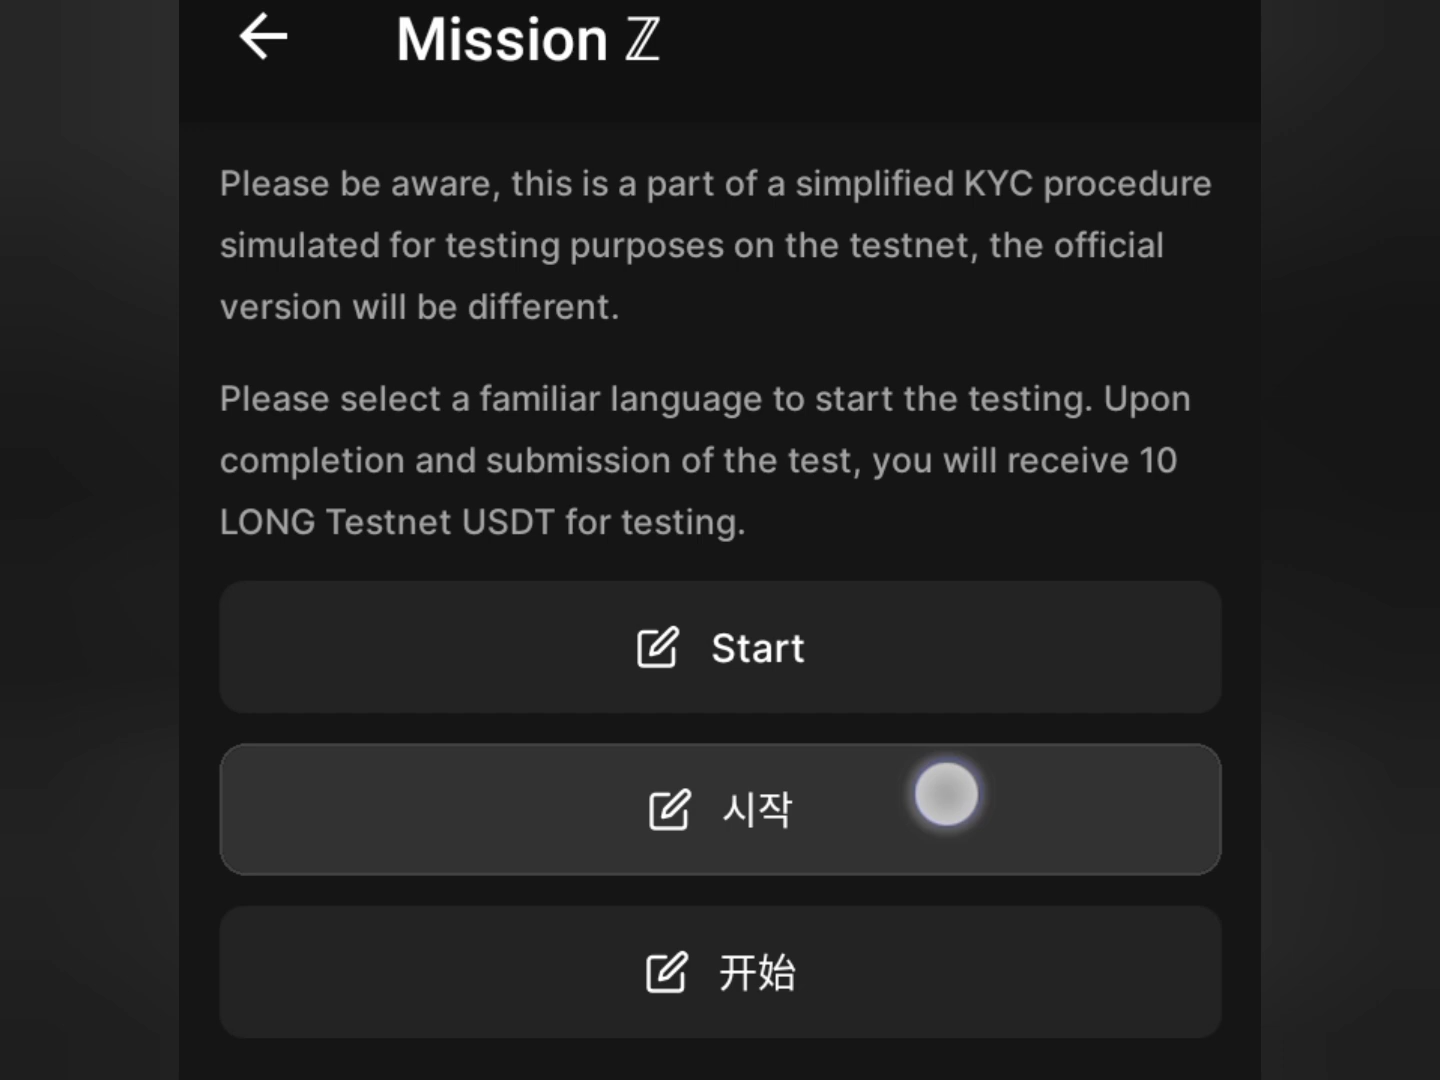 Mission ℤ
Please be aware, this is a part of a simplified KYC procedure
simulated for testing purposes on the testnet, the official
version will be different.
Please select a familiar language to start the testing. Upon
completion and submission of the test, you will receive 10
LONG Testnet USDT for testing.
Start
시작
开始